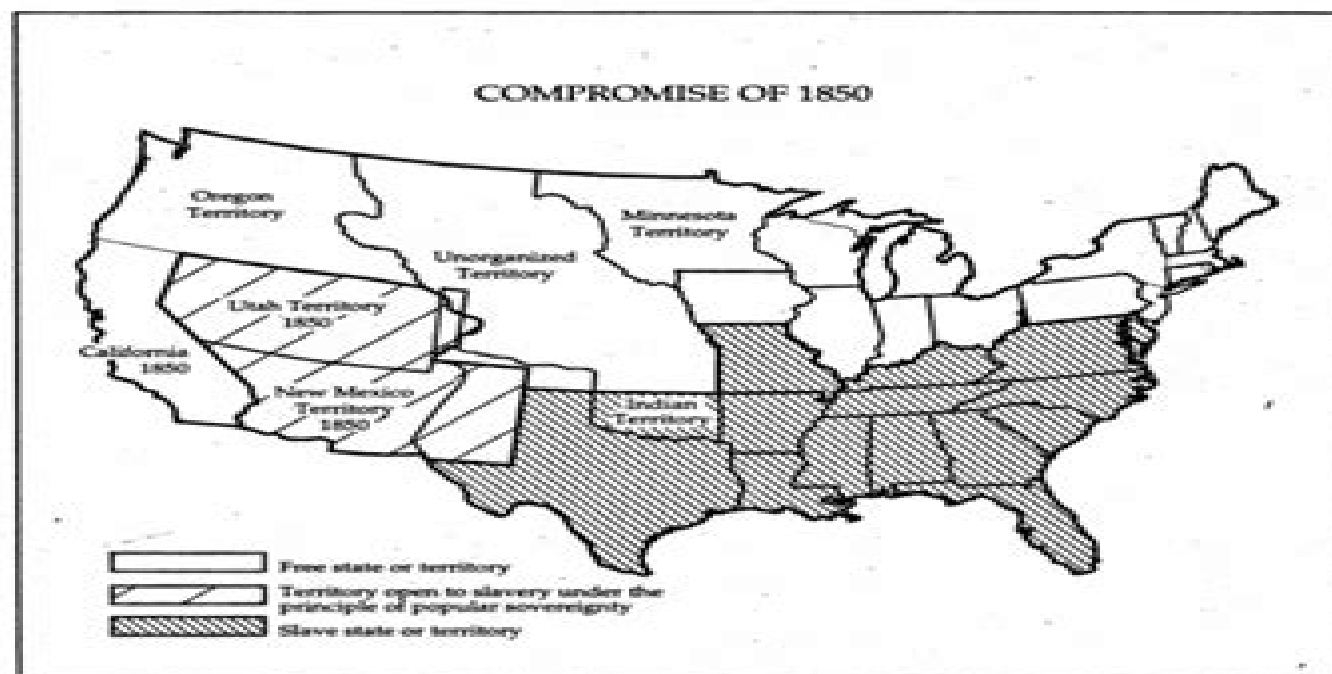 COMPROMISE OF 1850
Oregon
Territory
Minnesota
Territory
Unorganized
Territory
Utah Territory
1850
California
1850
New Mexico
Territory
1850
Indian
Territory
Free state or territory
Territory open to slavery under the
principle of popular sovereignty
Slave state or territory